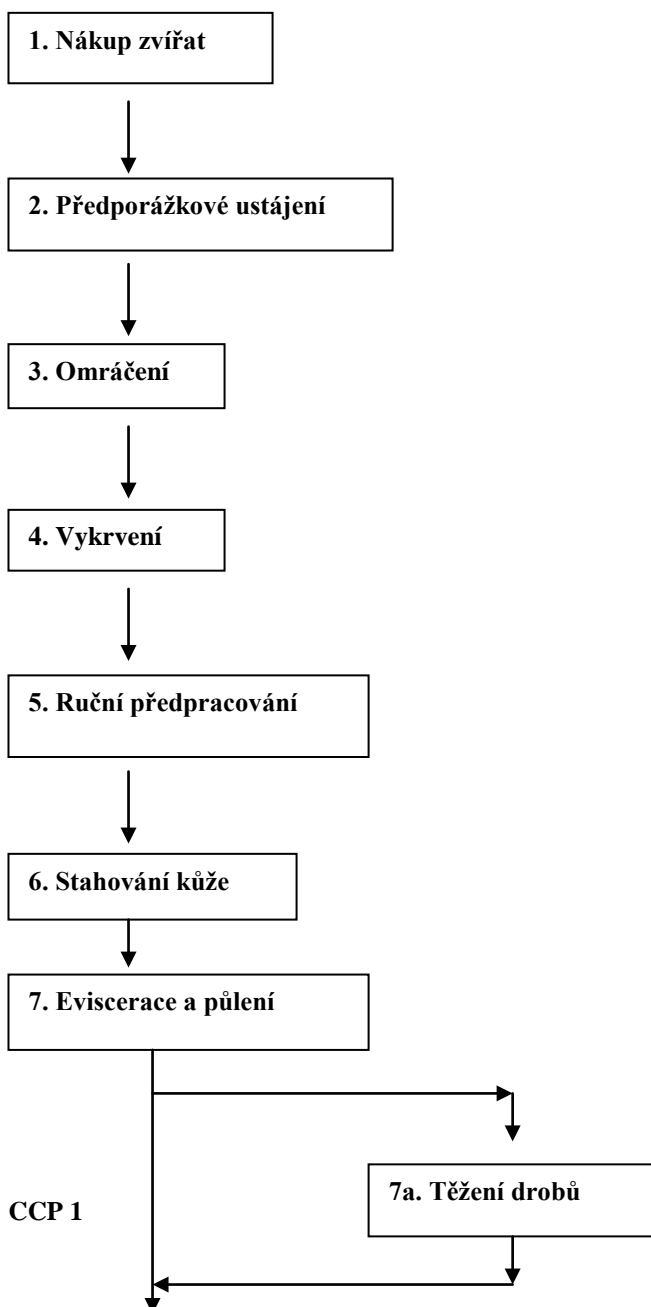 1. Nákup zvířat
2. Předporážkové ustájení
3. Omráčení
4. Vykrvení
5. Ruční předpracování
6. Stahování kůže
7. Eviscerace a půlení
7a. Těžení drobů
CCP 1